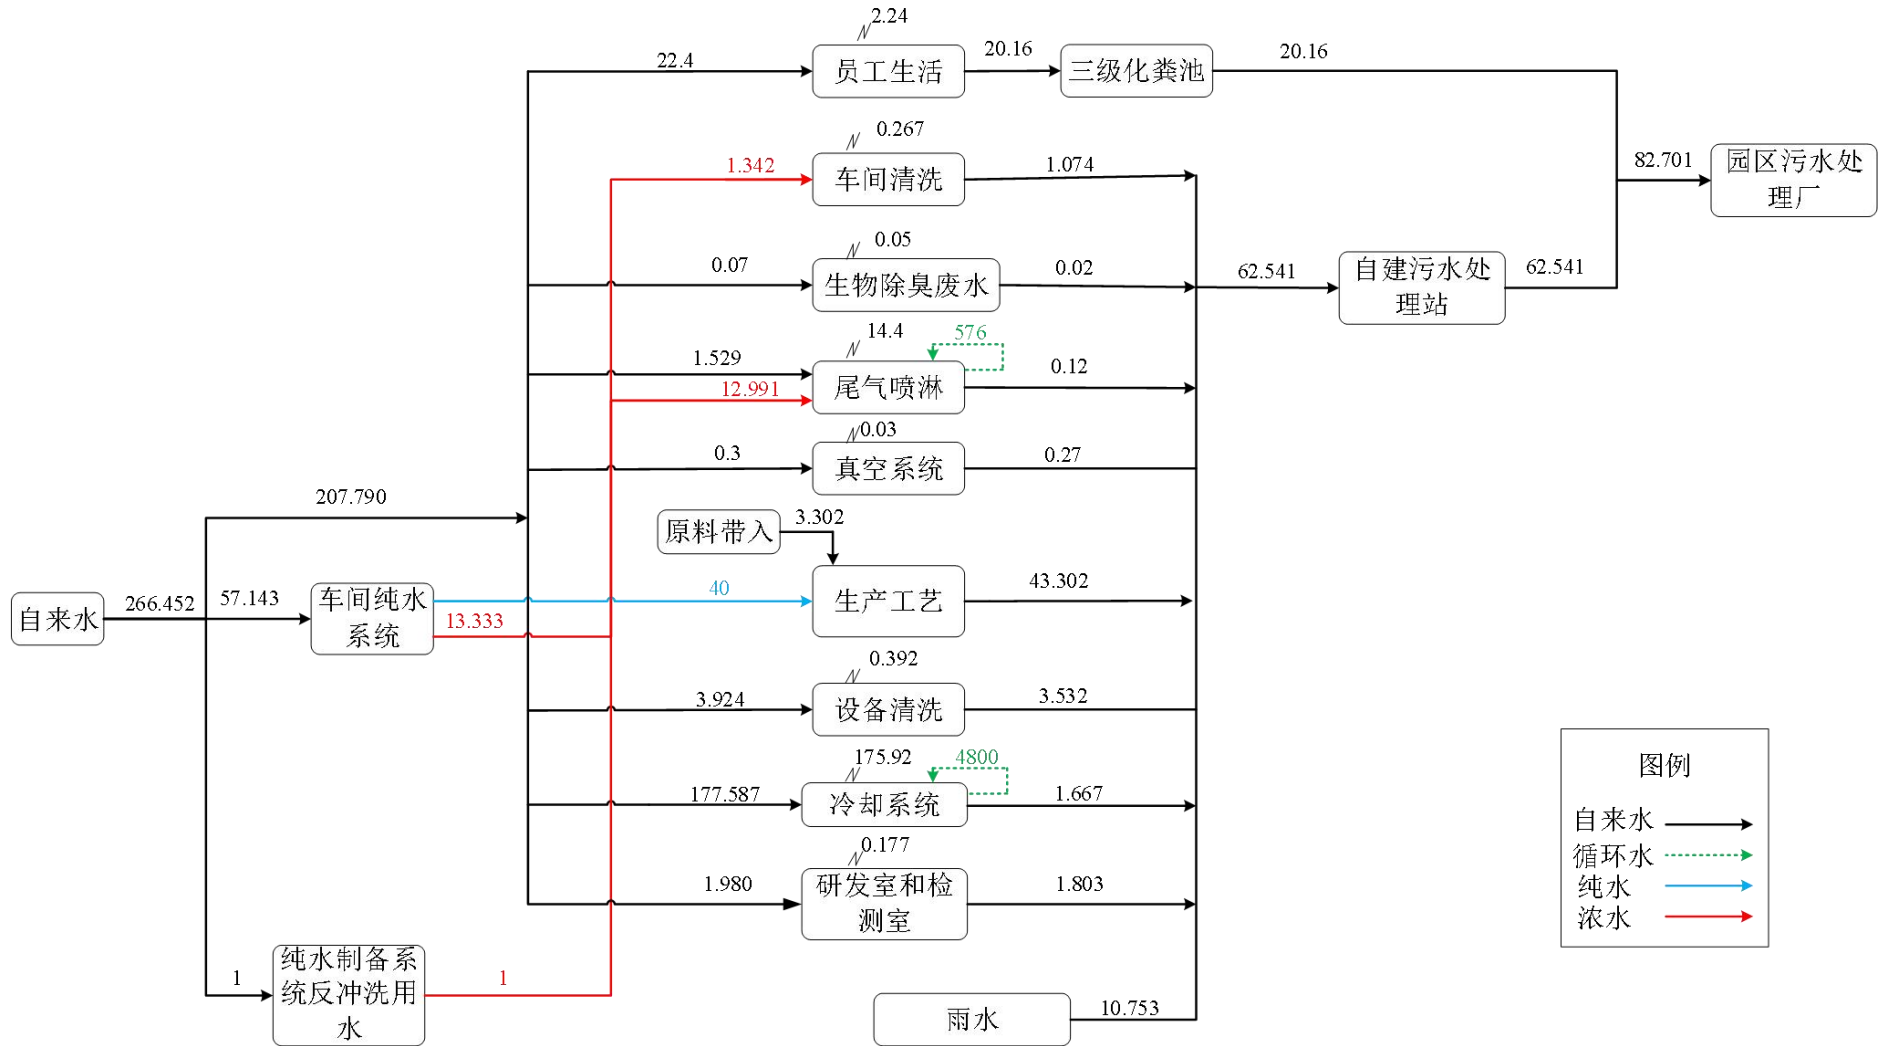 2.24
22.4
员工生活
20.16
三级化粪池
20.16
0.267
1.342
车间清洗
1.074
82.701
园区污水处
理厂
0.05
0.07
生物除臭废水
0.02
62.541
自建污水处
理站
62.541
14.4
576
1.529
12.991
尾气喷淋
0.12
0.03
0.3
真空系统
0.27
207.790
原料带入
3.302
自来水
266.452
57.143
车间纯水
系统
13.333
40
生产工艺
43.302
0.392
3.924
设备清洗
3.532
175.92
4800
177.587
冷却系统
1.667
0.177
1.980
研发室和检
测室
1.803
1
纯水制备系
统反冲洗用
水
1
雨水
10.753
图例
自来水
循环水
纯水
浓水